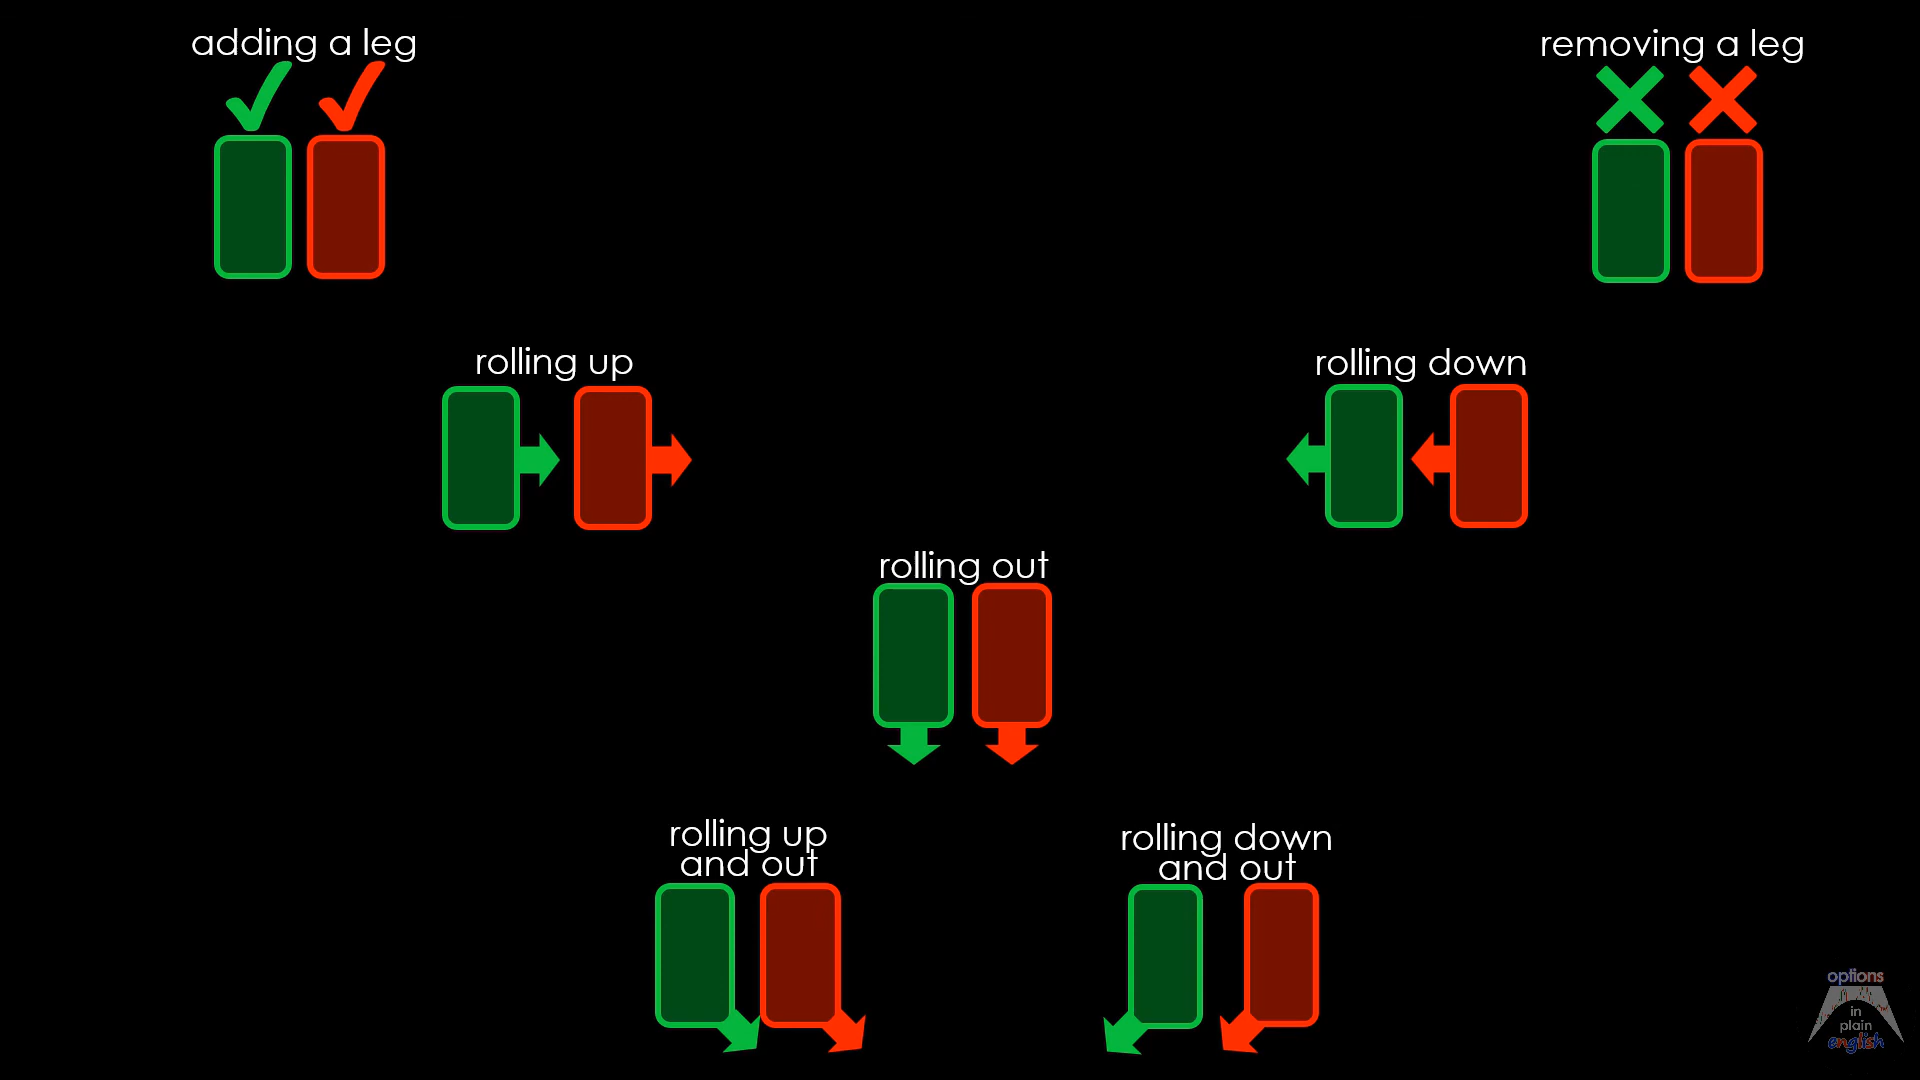 adding a leg
removing a leg
rolling up
rolling down
rolling out
rolling up
and out
rolling down
and out
options
in
plain
english